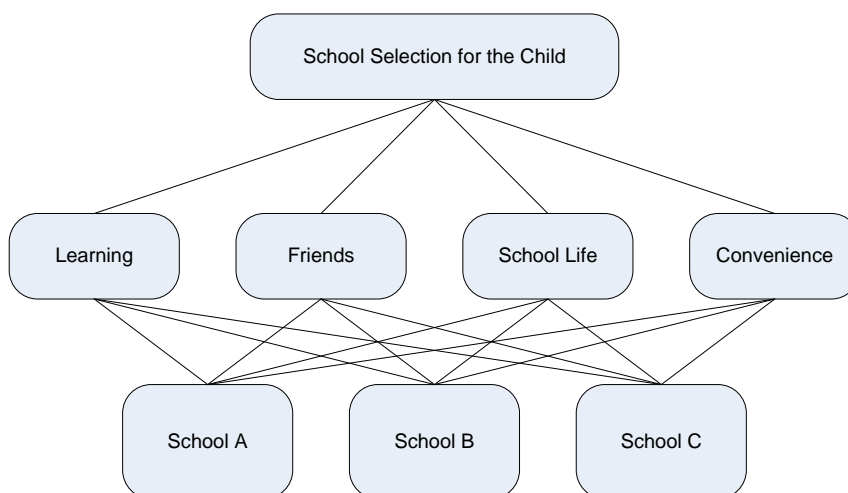 School Selection for the Child
Learning
Friends
School Life
Convenience
School A
School B
School C